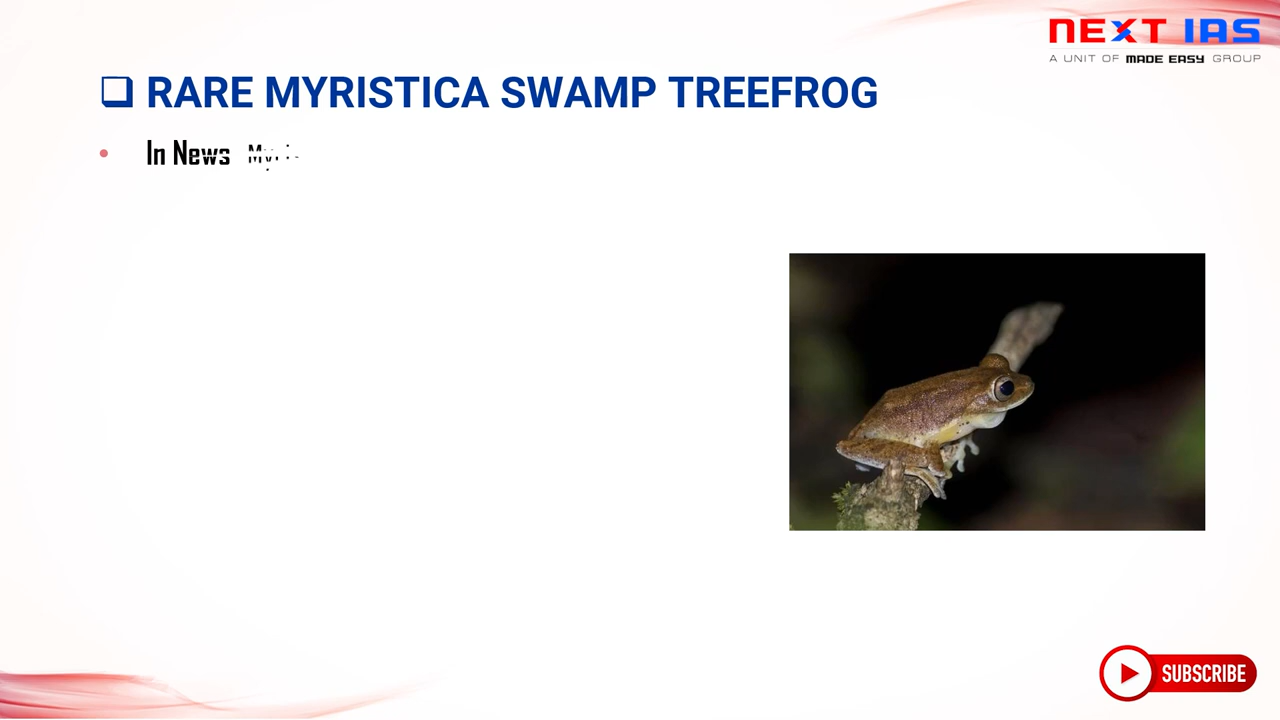 NEXT IAS
A UNIT OF MADE EASY GROUP
RARE MYRISTICA SWAMP TREEFROG
In News
SUBSCRIBE